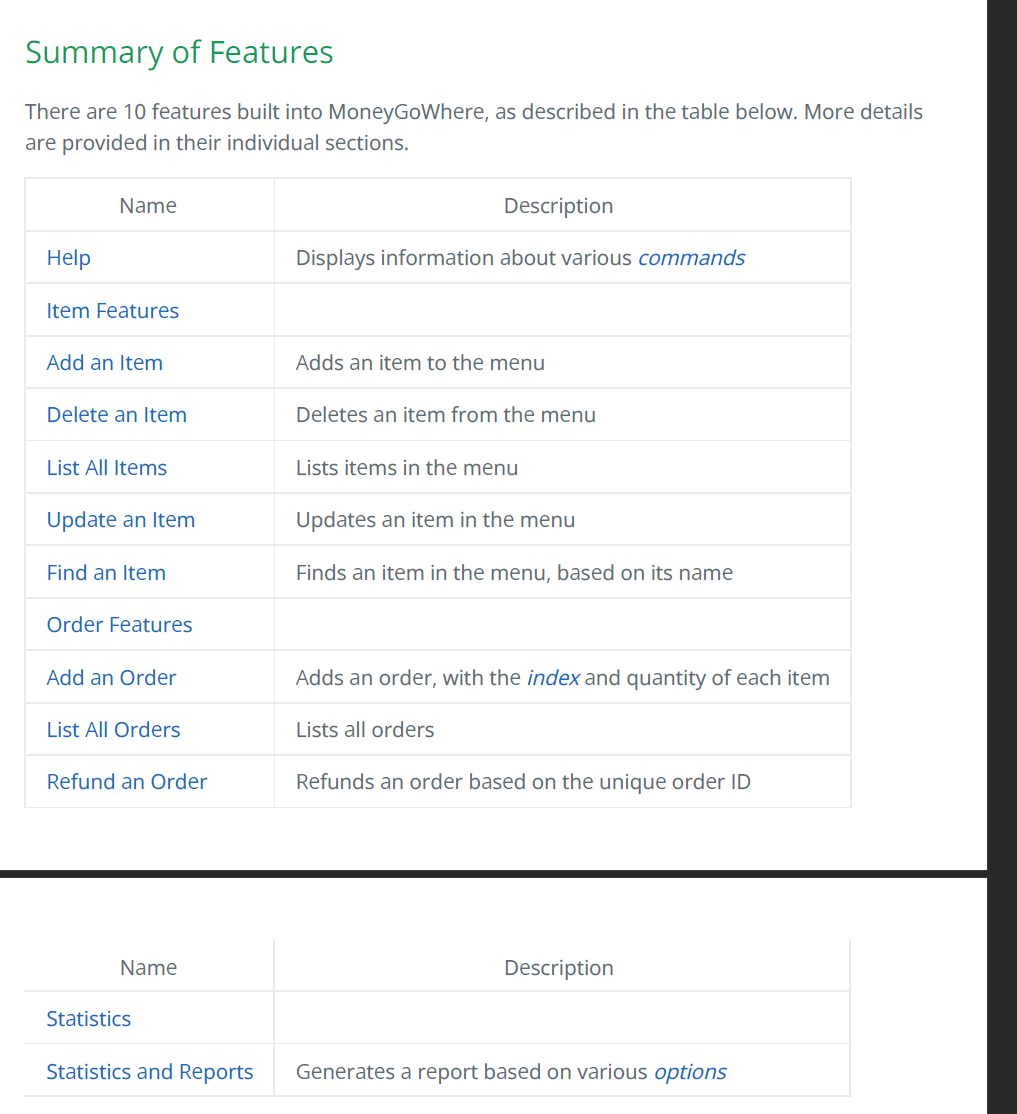 Summary of Features
There are 10 features built into MoneyGoWhere, as described in the table below. More details
are provided in their individual sections.
Name Description
Help Displays information about various commands
Item Features
Add an Item Adds an item to the menu
Delete an Item Deletes an item from the menu
List All Items Lists items in the menu
Update an Item Updates an item in the menu
Find an Item Finds an item in the menu, based on its name
Order Features
Add an Order Adds an order, with the index and quantity of each item
List All Orders Lists all orders
Refund an Order Refunds an order based on the unique order ID
Name Description
Statistics
Statistics and Reports Generates a report based on various options